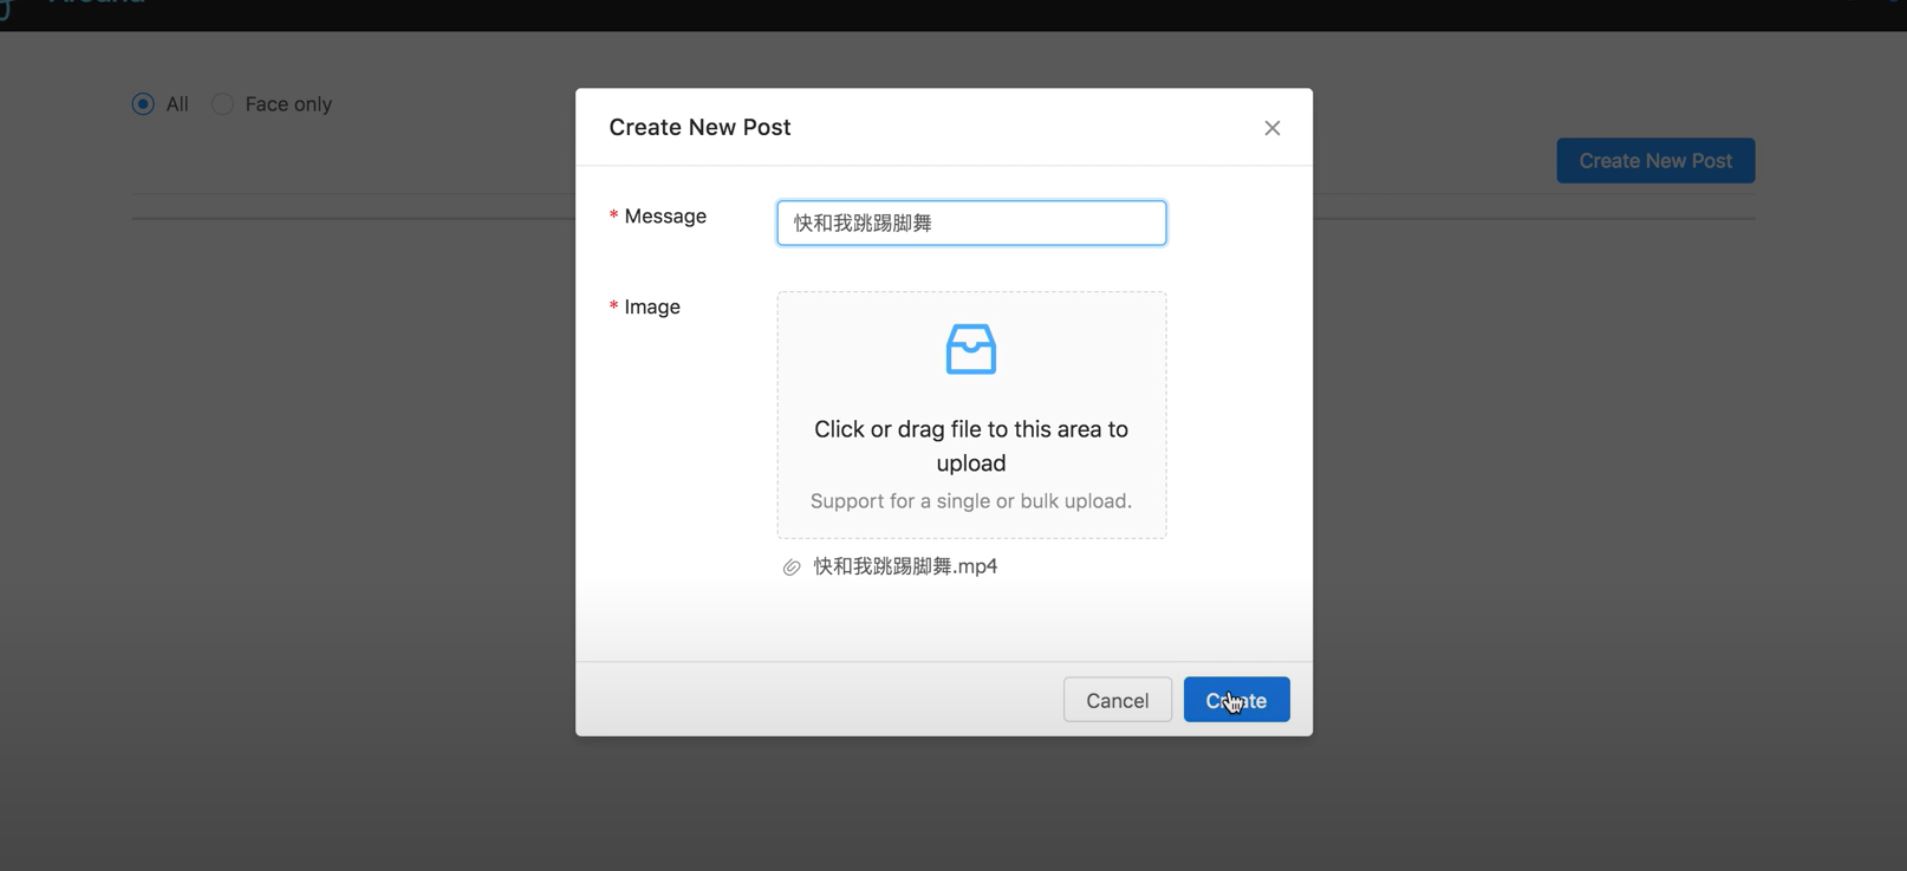 All
Face only
Create New Post
Create New Post
* Message
快和我跳踢脚舞
* Image
Click or drag file to this area to
upload
Support for a single or bulk upload.
快和我跳踢脚舞.mp4
Cancel